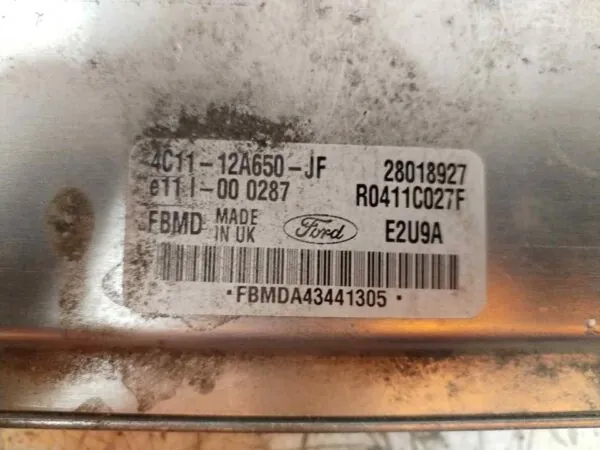 4C11-12A650-JF 28018927
e11 I-00 0287 R0411C027F
FBMD MADE IN UK Ford E2U9A
• FBMDA43441305 •